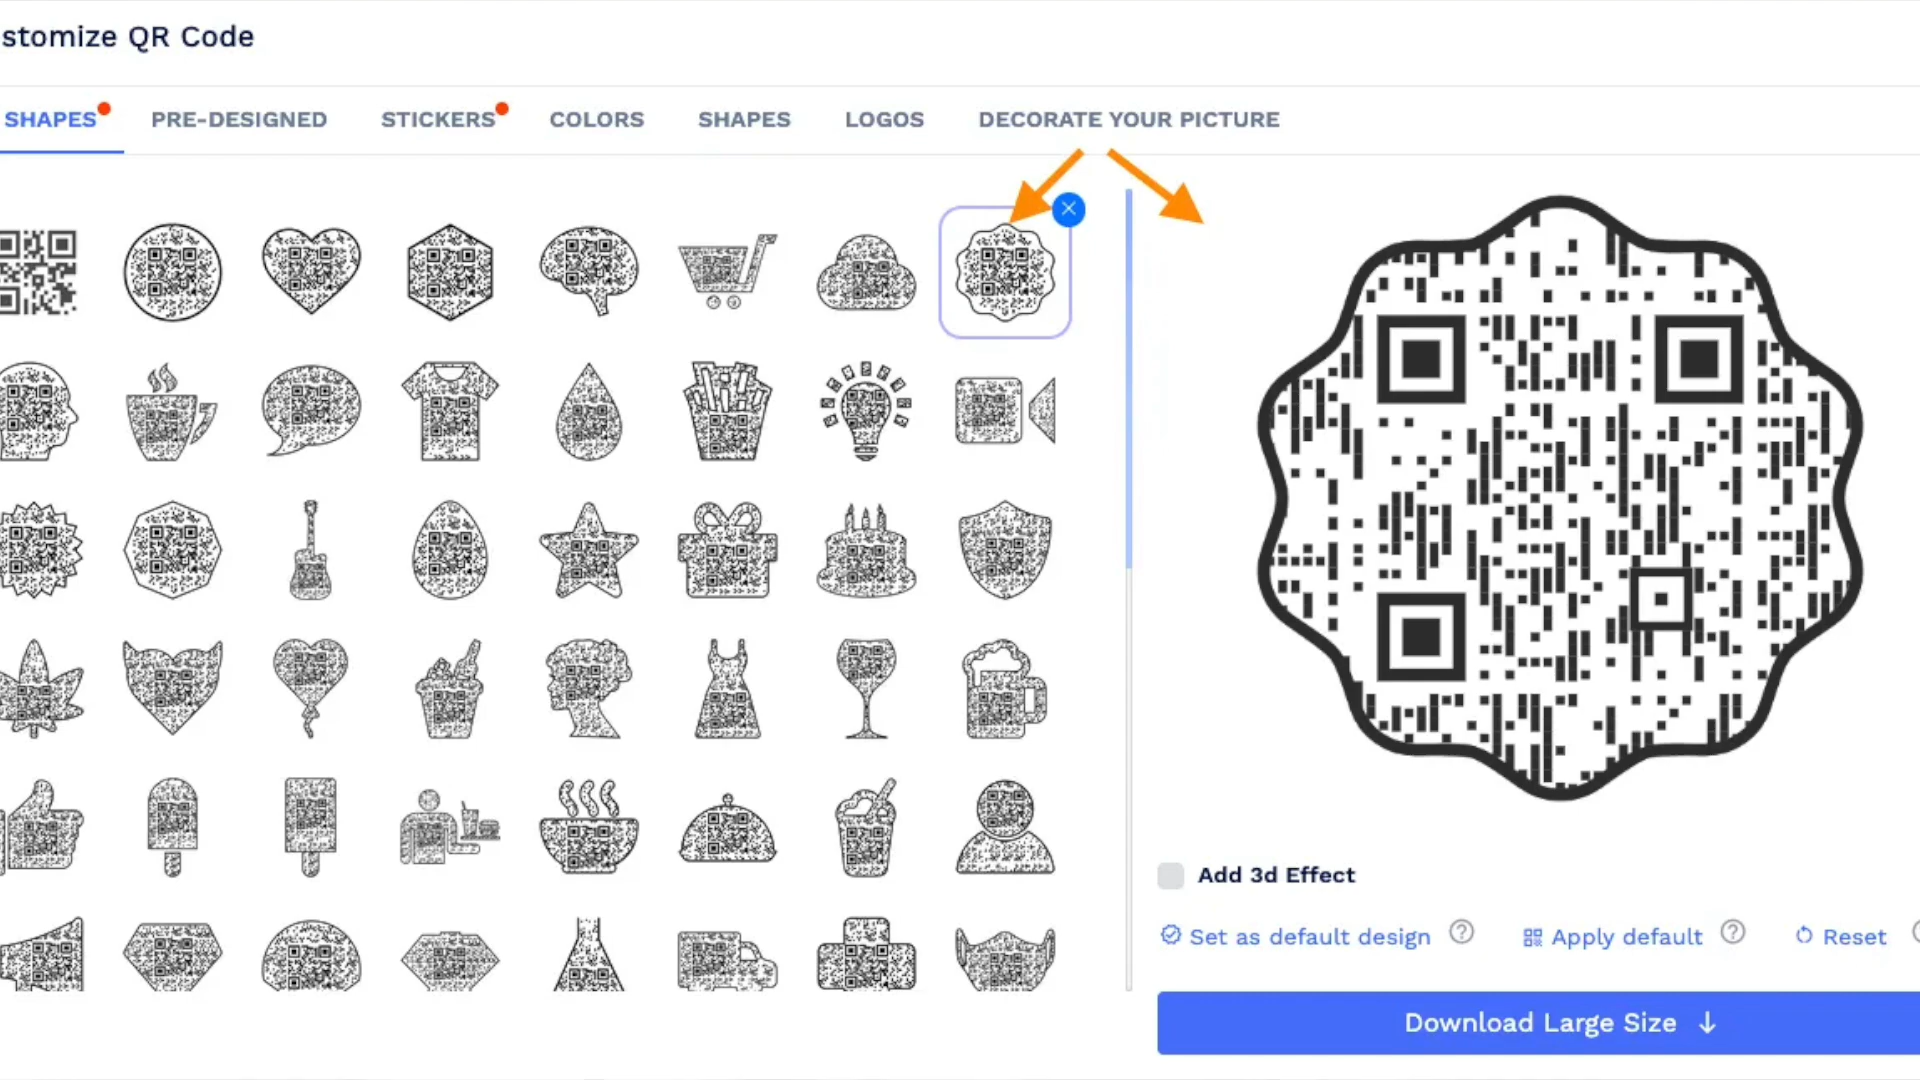 stomize QR Code
SHAPES PRE-DESIGNED STICKERS COLORS SHAPES LOGOS DECORATE YOUR PICTURE
Add 3d Effect
Set as default design ? Apply default ? Reset
Download Large Size ↓